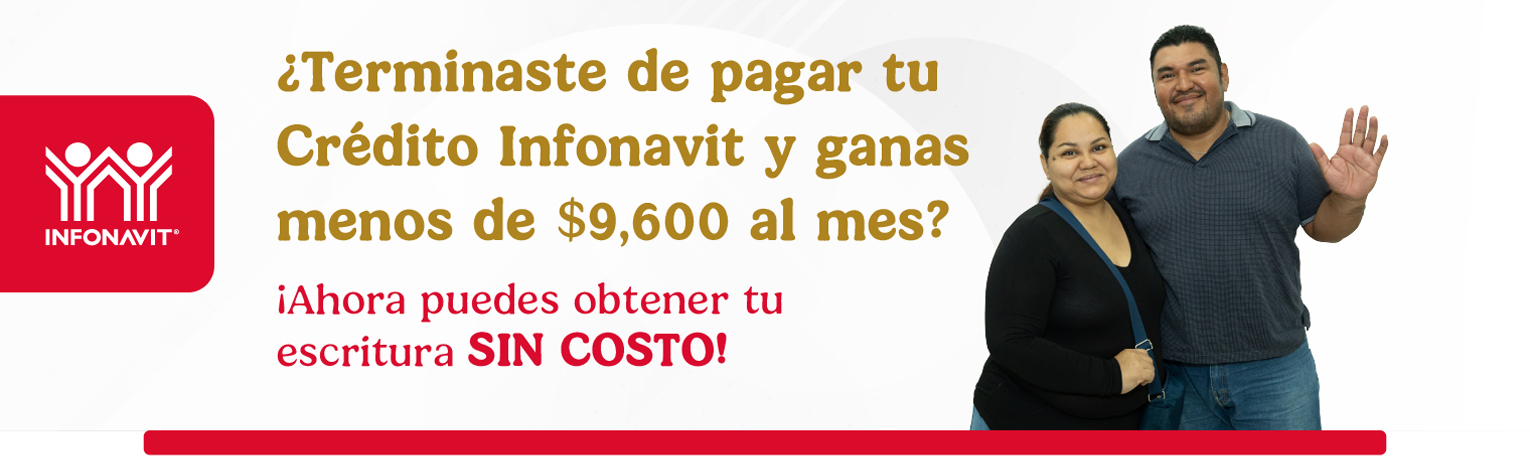 INFONAVIT®
¿Terminaste de pagar tu
Crédito Infonavit y ganas
menos de $9,600 al mes?
¡Ahora puedes obtener tu
escritura SIN COSTO!